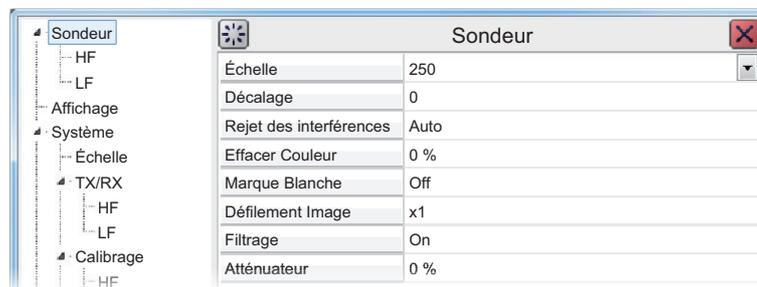 Sondeur
HF
LF
Affichage
Système
Échelle
TX/RX
HF
LF
Calibrage
HF
Sondeur
Échelle 250
Décalage 0
Rejet des interférences Auto
Effacer Couleur 0 %
Marque Blanche Off
Défilement Image x1
Filtrage On
Atténuateur 0 %